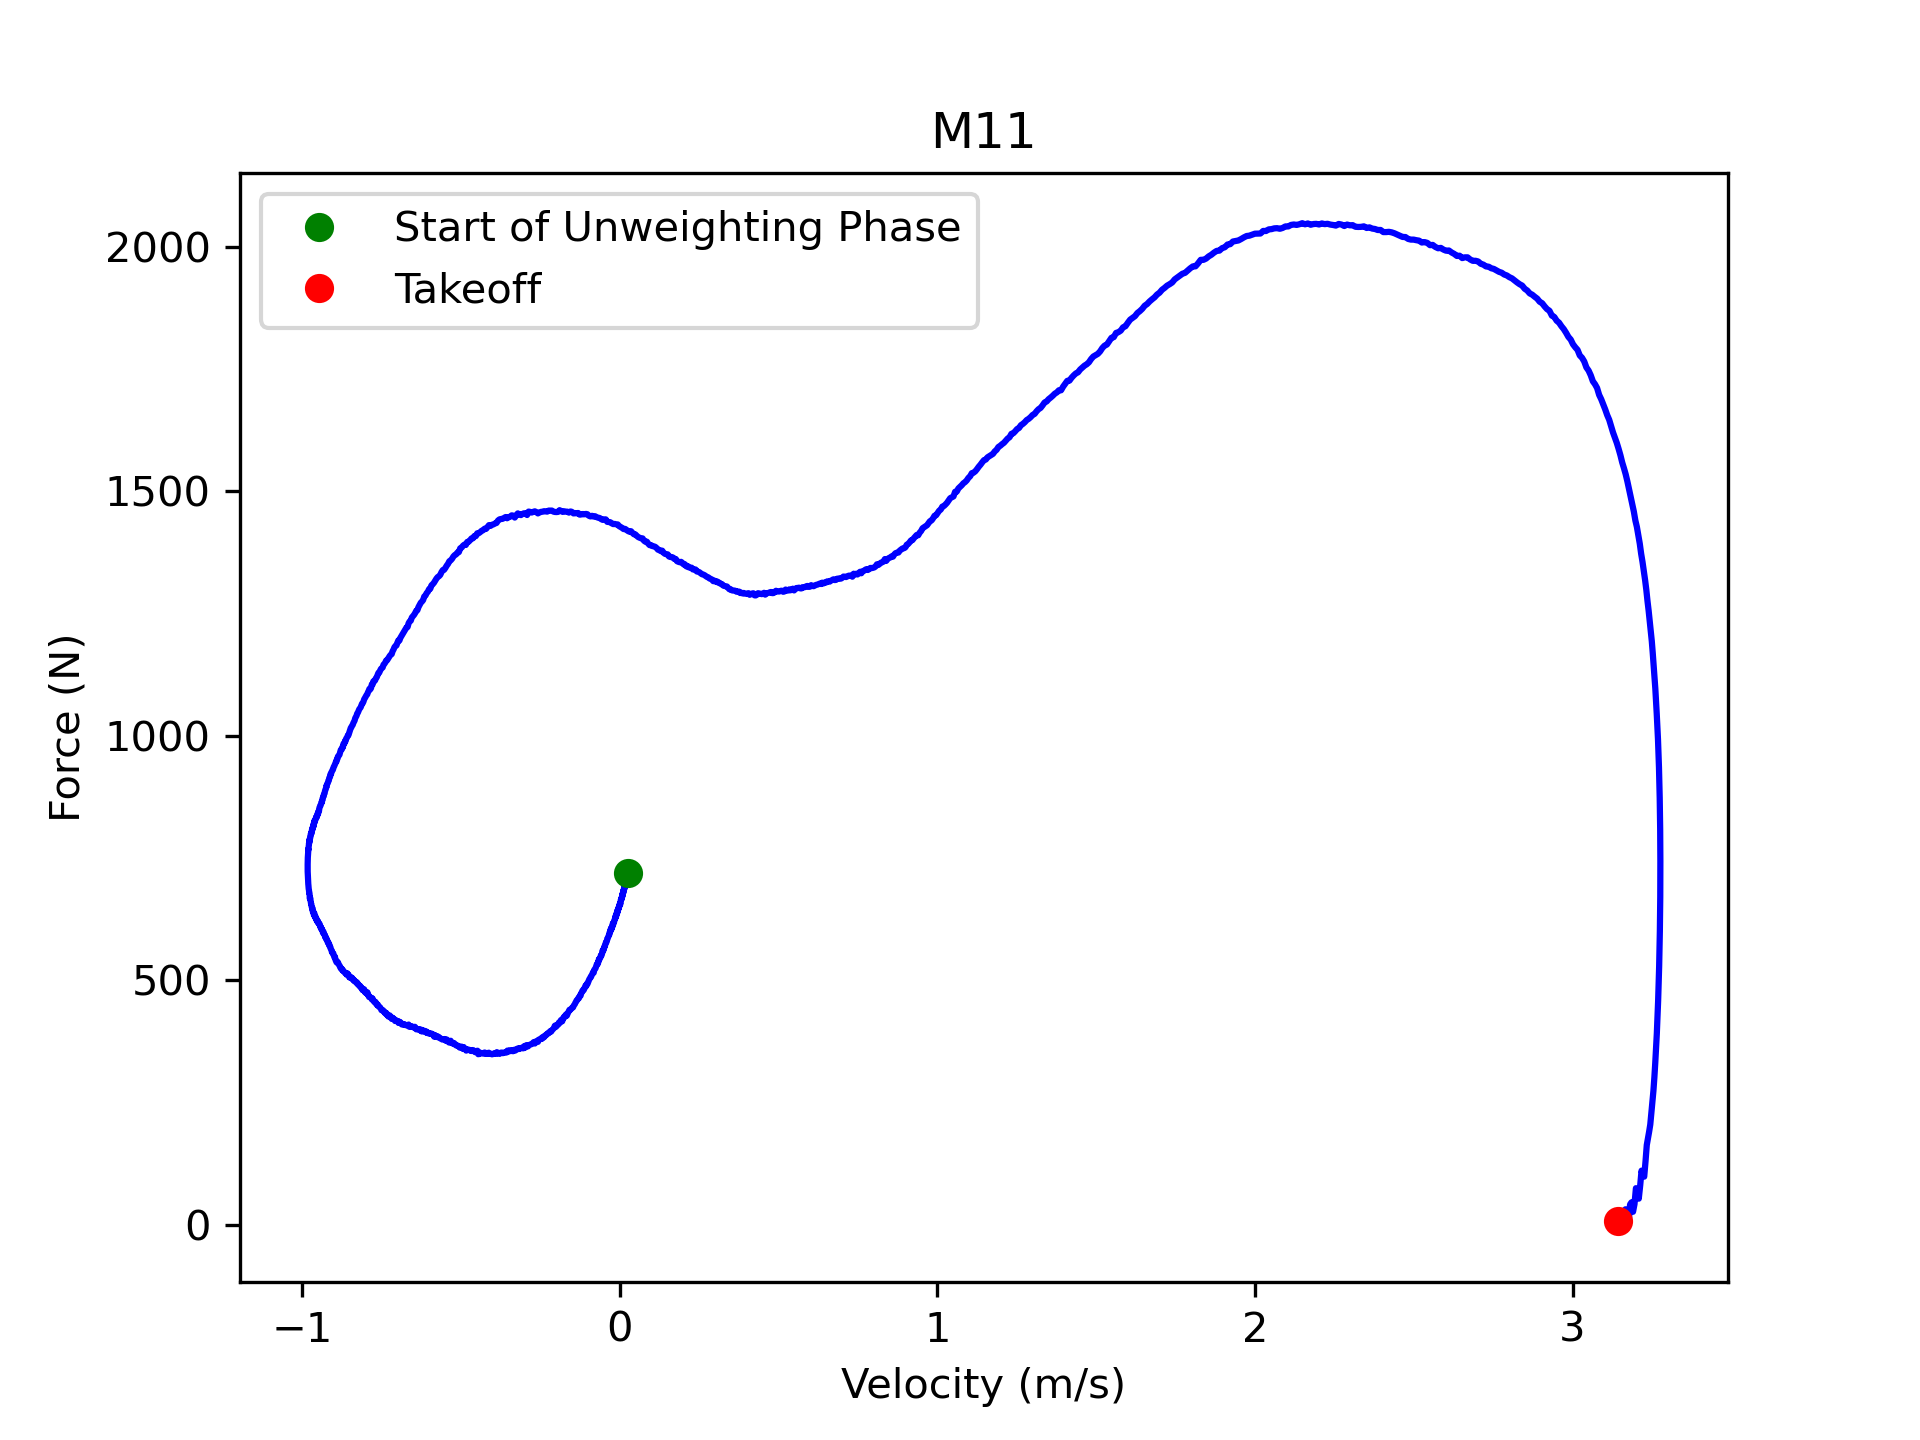 M11
Start of Unweighting Phase
Takeoff
2000
1500
1000
500
0
Force (N)
−1 0 1 2 3
Velocity (m/s)